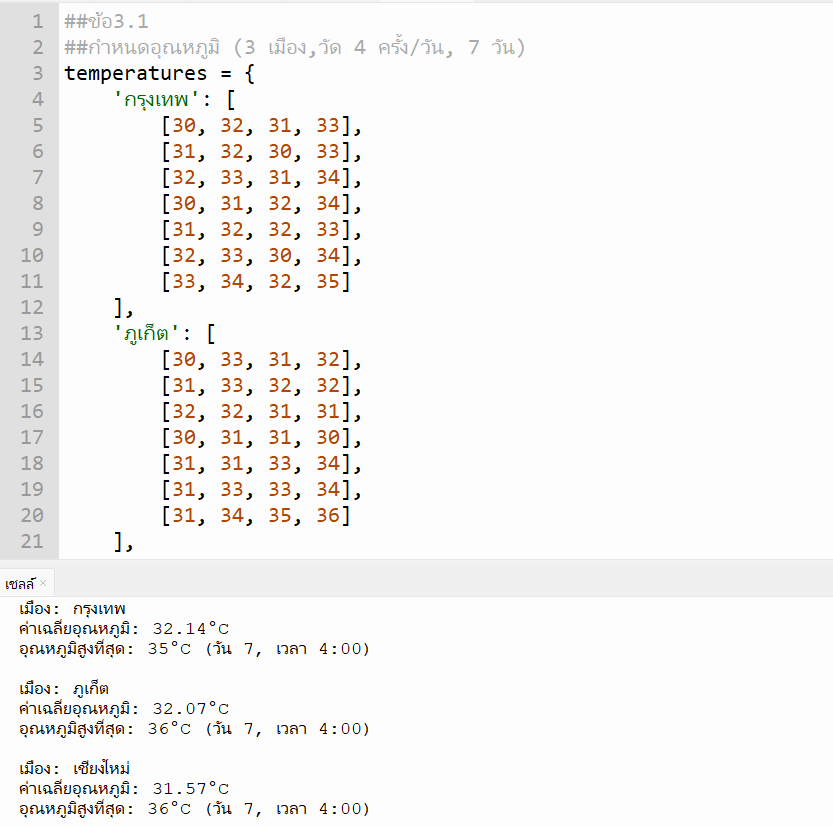 1 ##ข้อ3.1
2 ##กำหนดอุณหภูมิ (3 เมือง,วัด 4 ครั้ง/วัน, 7 วัน)
3 temperatures = {
4 'กรุงเทพ': [
5 [30, 32, 31, 33],
6 [31, 32, 30, 33],
7 [32, 33, 31, 34],
8 [30, 31, 32, 34],
9 [31, 32, 32, 33],
10 [32, 33, 30, 34],
11 [33, 34, 32, 35]
12 ],
13 'ภูเก็ต': [
14 [30, 33, 31, 32],
15 [31, 33, 32, 32],
16 [32, 32, 31, 31],
17 [30, 31, 31, 30],
18 [31, 31, 33, 34],
19 [31, 33, 33, 34],
20 [31, 34, 35, 36]
21 ],
เชลล์ ×
เมือง: กรุงเทพ
ค่าเฉลี่ยอุณหภูมิ: 32.14°C
อุณหภูมิสูงที่สุด: 35°C (วัน 7, เวลา 4:00)
เมือง: ภูเก็ต
ค่าเฉลี่ยอุณหภูมิ: 32.07°C
อุณหภูมิสูงที่สุด: 36°C (วัน 7, เวลา 4:00)
เมือง: เชียงใหม่
ค่าเฉลี่ยอุณหภูมิ: 31.57°C
อุณหภูมิสูงที่สุด: 36°C (วัน 7, เวลา 4:00)